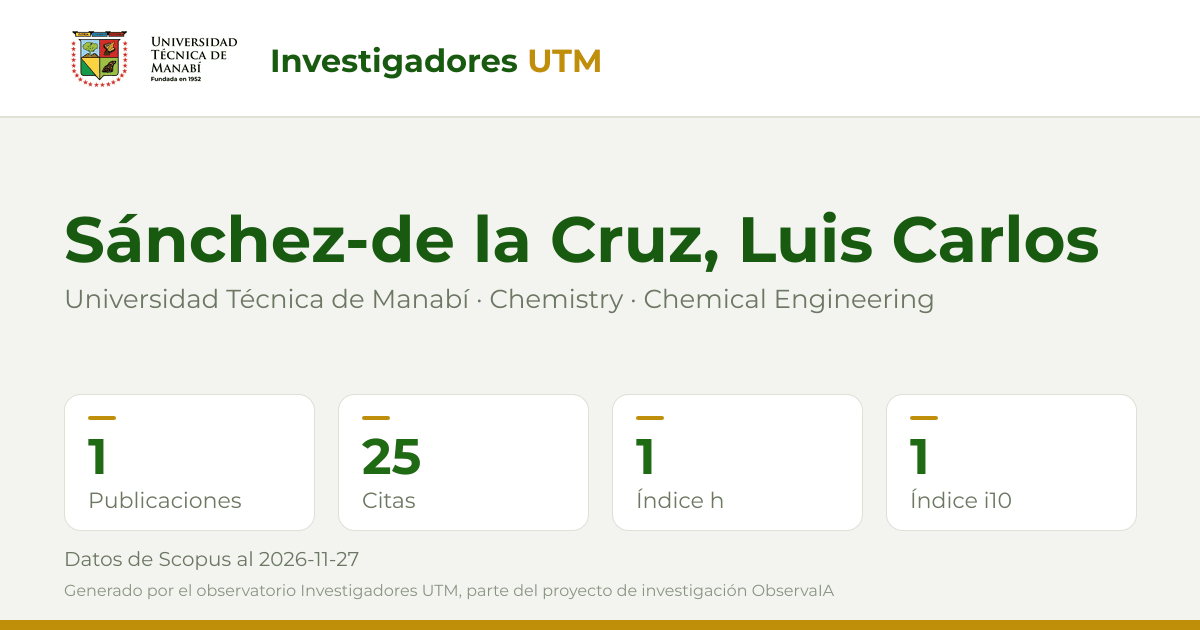 UNIVERSIDAD
TÉCNICA DE
MANABÍ
Fundada en 1952
Investigadores UTM
Sánchez-de la Cruz, Luis Carlos
Universidad Técnica de Manabí · Chemistry · Chemical Engineering
1
Publicaciones
25
Citas
1
Índice h
1
Índice i10
Datos de Scopus al 2026-11-27
Generado por el observatorio Investigadores UTM, parte del proyecto de investigación ObservaIA